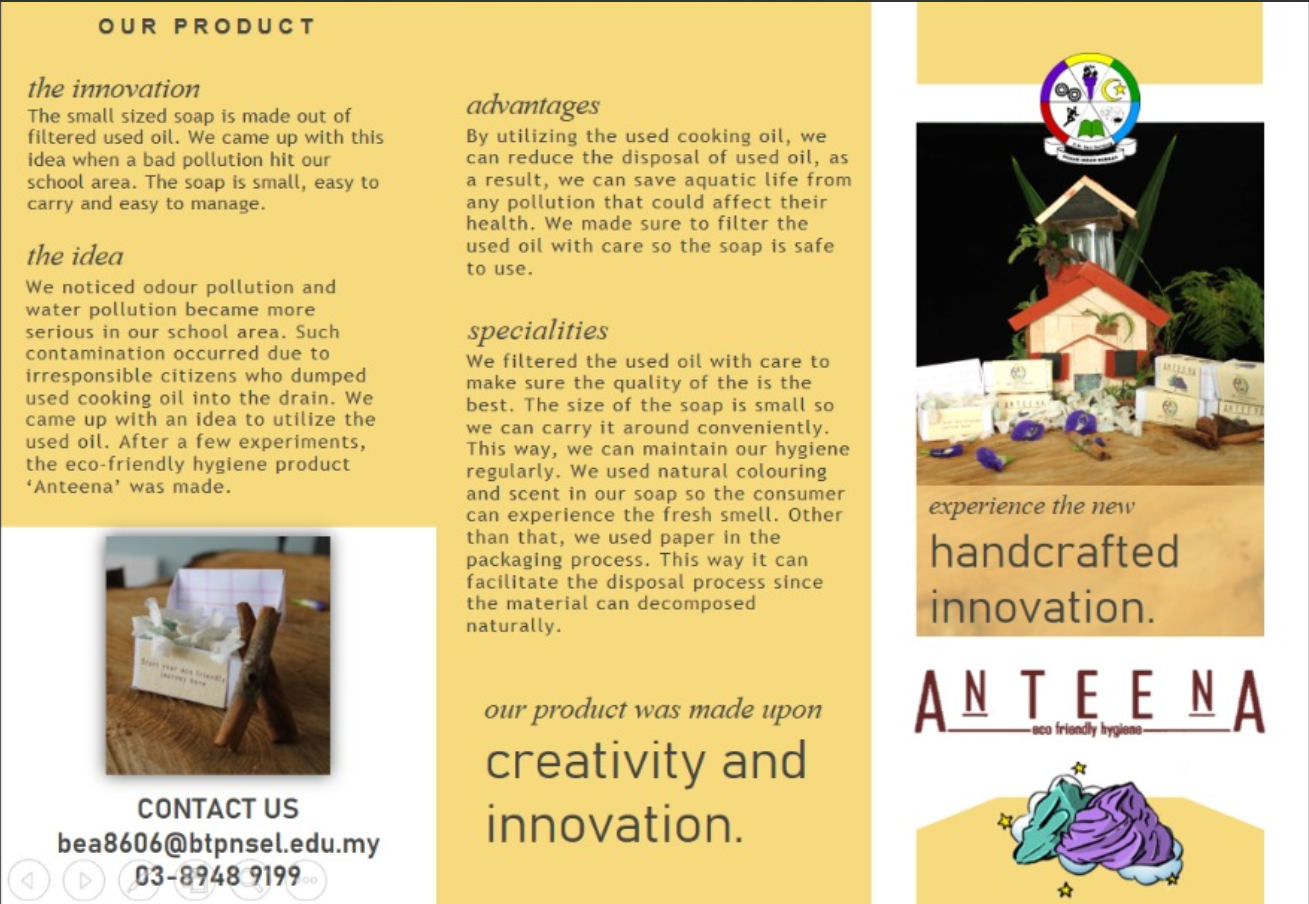 OUR PRODUCT
the innovation
The small sized soap is made out of
filtered used oil. We came up with this
idea when a bad pollution hit our
school area. The soap is small, easy to
carry and easy to manage.
the idea
We noticed odour pollution and
water pollution became more
serious in our school area. Such
contamination occurred due to
irresponsible citizens who dumped
used cooking oil into the drain. We
came up with an idea to utilize the
used oil. After a few experiments,
the eco-friendly hygiene product
‘Anteena’ was made.
Start your eco friendly
journey here
CONTACT US
bea8606@btpnsel.edu.my
03-8948 9199
advantages
By utilizing the used cooking oil, we
can reduce the disposal of used oil, as
a result, we can save aquatic life from
any pollution that could affect their
health. We made sure to filter the
used oil with care so the soap is safe
to use.
specialities
We filtered the used oil with care to
make sure the quality of the is the
best. The size of the soap is small so
we can carry it around conveniently.
This way, we can maintain our hygiene
regularly. We used natural colouring
and scent in our soap so the consumer
can experience the fresh smell. Other
than that, we used paper in the
packaging process. This way it can
facilitate the disposal process since
the material can decomposed
naturally.
our product was made upon
creativity and
innovation.
ANTEENA
ANTEENA
experience the new
handcrafted
innovation.
ANTEENA
eco friendly hygiene